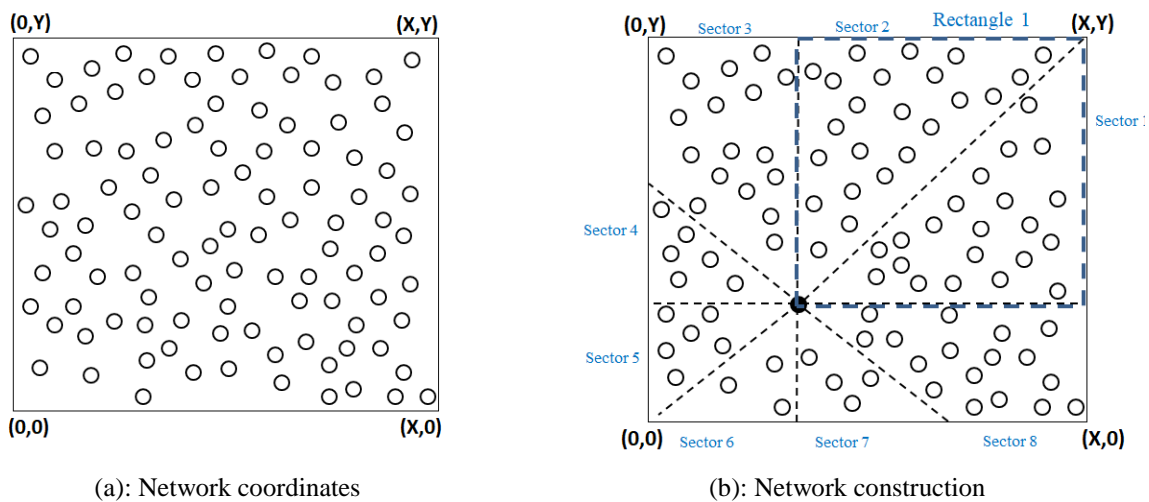 (0,Y)
(X,Y)
(0,0)
(X,0)
(a): Network coordinates
(0,Y)
Sector 3
Sector 2
Rectangle 1
(X,Y)
Sector 1
Sector 4
Sector 5
(0,0)
Sector 6
Sector 7
Sector 8
(X,0)
(b): Network construction